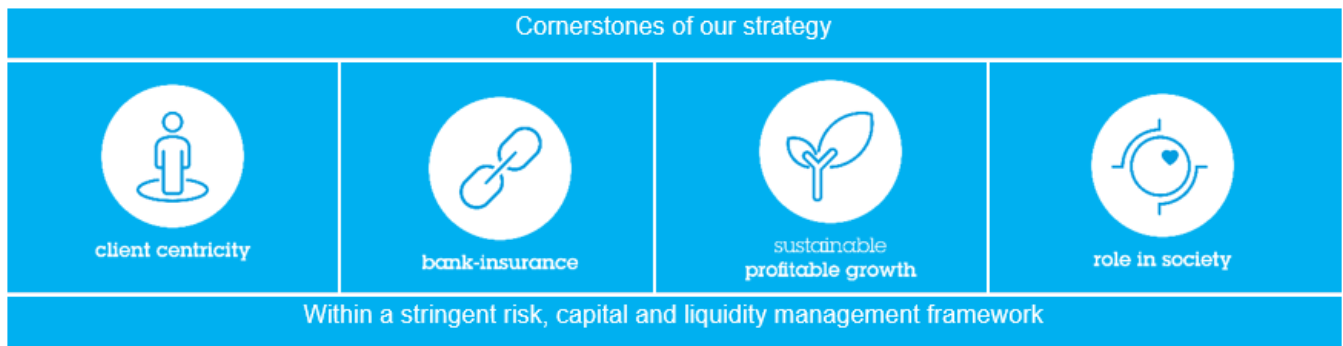 Cornerstones of our strategy
client centricity
bank-insurance
sustainable
profitable growth
role in society
Within a stringent risk, capital and liquidity management framework